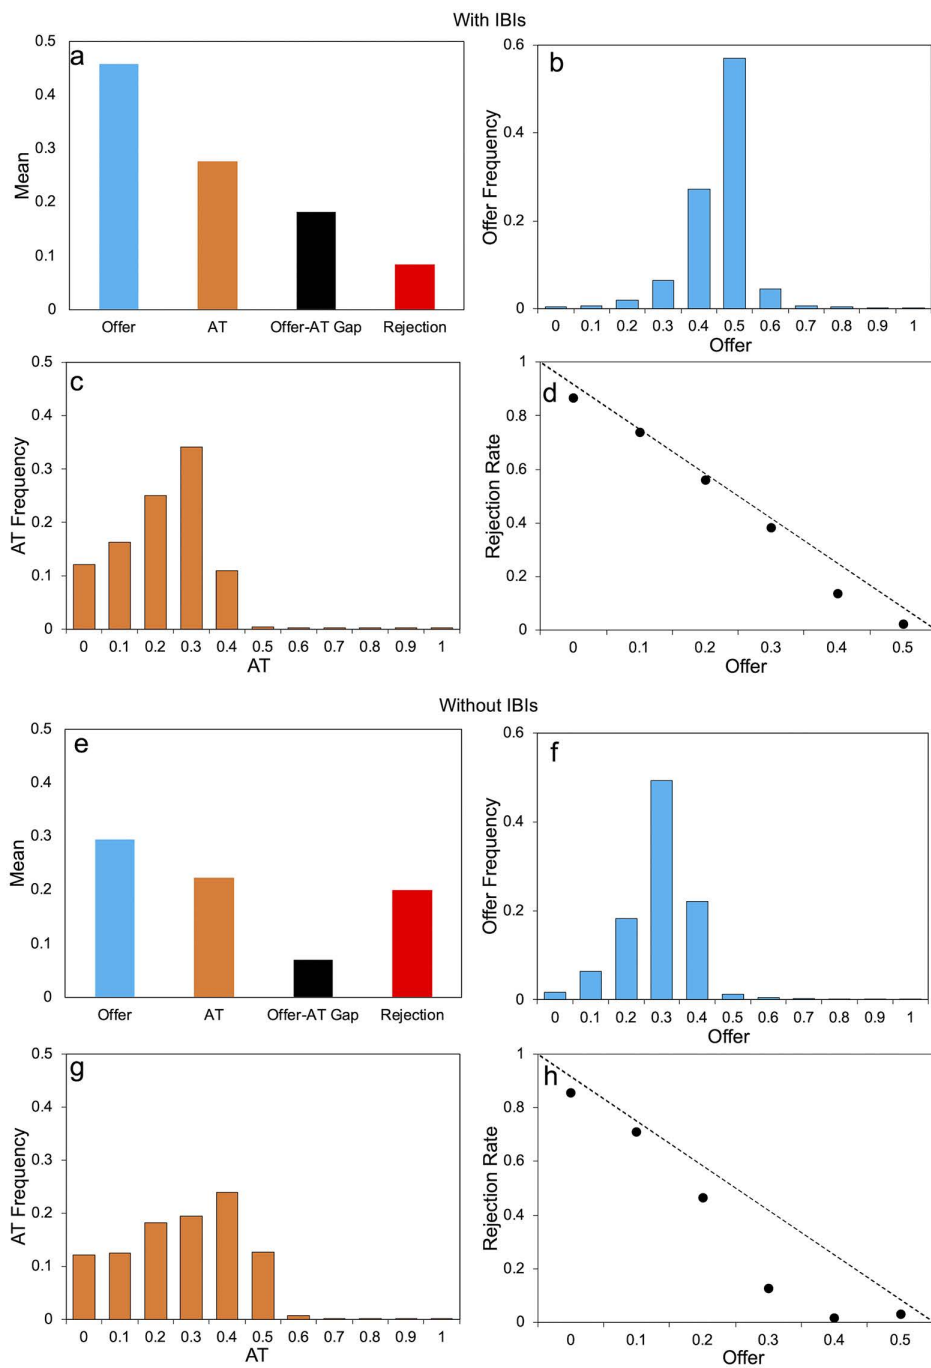 With IBIs
a
Mean
0.5
0.4
0.3
0.2
0.1
0
Offer AT Offer-AT Gap Rejection
b
Offer Frequency
0.6
0.4
0.2
0
0 0.1 0.2 0.3 0.4 0.5 0.6 0.7 0.8 0.9 1
Offer
c
AT Frequency
0.5
0.4
0.3
0.2
0.1
0
0 0.1 0.2 0.3 0.4 0.5 0.6 0.7 0.8 0.9 1
AT
d
Rejection Rate
1
0.8
0.6
0.4
0.2
0
0 0.1 0.2 0.3 0.4 0.5
Offer
Without IBIs
e
Mean
0.5
0.4
0.3
0.2
0.1
0
Offer AT Offer-AT Gap Rejection
f
Offer Frequency
0.6
0.4
0.2
0
0 0.1 0.2 0.3 0.4 0.5 0.6 0.7 0.8 0.9 1
Offer
g
AT Frequency
0.5
0.4
0.3
0.2
0.1
0
0 0.1 0.2 0.3 0.4 0.5 0.6 0.7 0.8 0.9 1
AT
h
Rejection Rate
1
0.8
0.6
0.4
0.2
0
0 0.1 0.2 0.3 0.4 0.5
Offer